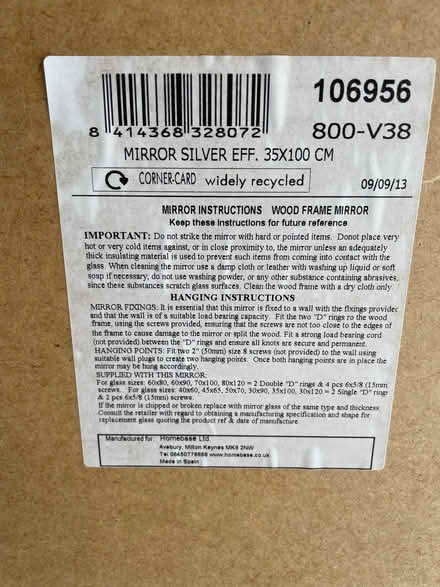 106956
8 414368 328072
800-V38
MIRROR SILVER EFF. 35X100 CM
CORNER-CARD widely recycled
09/09/13
MIRROR INSTRUCTIONS WOOD FRAME MIRROR
Keep these instructions for future reference
IMPORTANT: Do not strike the mirror with hard or pointed items. Donot place very
hot or very cold items against, or in close proximity to, the mirror unless an adequately
thick insulating material is used to prevent such items from coming into contact with the
glass. When cleaning the mirror use a damp cloth or leather with washing up liquid or soft
soap if necessary, do not use washing powder, or any other substance containing abrasives,
since these substances scratch glass surfaces. Clean the wood frame with a dry cloth only.
HANGING INSTRUCTIONS
MIRROR FIXINGS: It is essential that this mirror is fixed to a wall with the fixings provided
and that the wall is of a suitable load bearing capacity. Fit the two "D" rings ro the wood
frame, using the screws provided, ensuring that the screws are not too close to the edges of
the frame to cause damage to the mirror or split the wood. Fit a strong load bearing cord
(not provided) between the "D" rings and ensure all knots are secure and permanent.
HANGING POINTS: Fit two 2" (50mm) size 8 screws (not provided) to the wall using
suitable wall plugs to create two hanging points. Once both hanging points are in place the
mirror may be hung accordingly.
SUPPLIED WITH THIS MIRROR:
For glass sizes: 60x80, 60x90, 70x100, 80x120 = 2 Double "D" rings & 4 pcs 6x5/8 (15mm
screws. For glass sizes: 40x60, 45x65, 50x70, 30x90, 35x100, 30x120 = 2 Single "D" rings
& 2 pcs 6x5/8 (15mm) screws.
If the mirror is chipped or broken replace with mirror glass of the same type and thickness
Consult the retailer with regard to obtaining a manufacturing specification and shape for
replacement glass quoting the product ref & date of manufacture.
Manufactured for: Homebase Ltd.
Avebury, Milton Keynes MK9 2NW
www.homebase.co.uk
Made in Spain